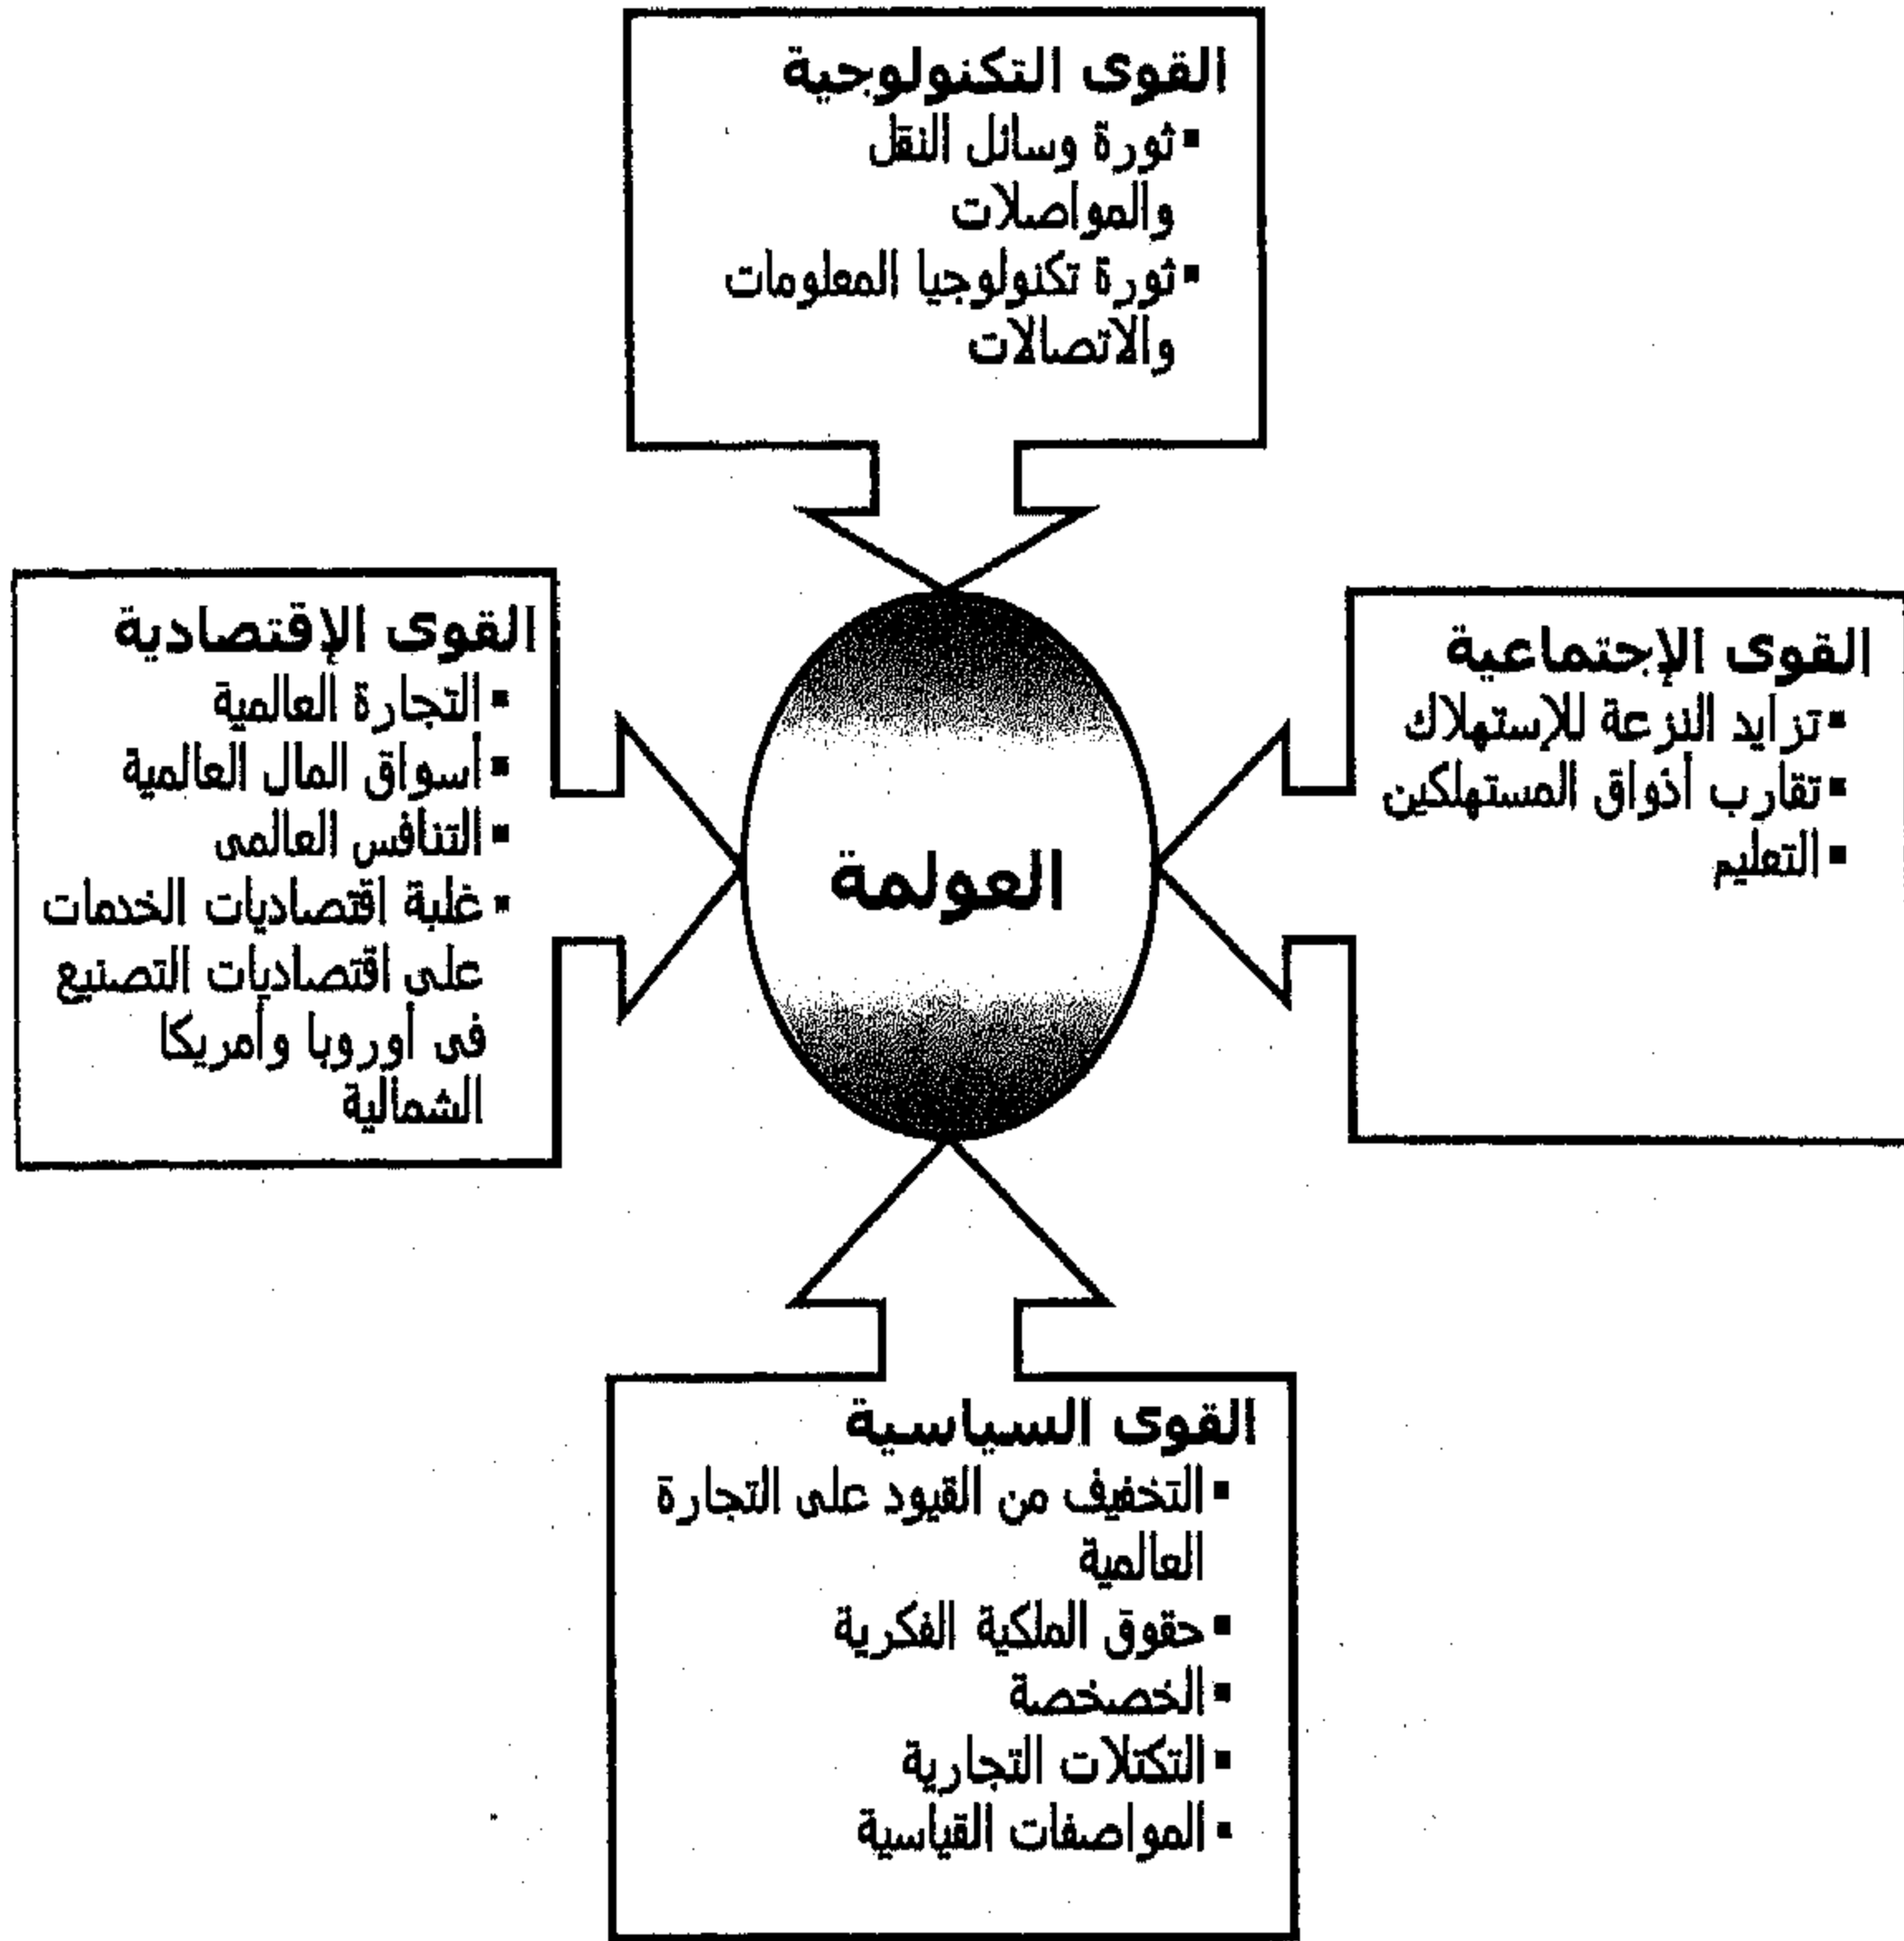 القوى التكنولوجية
▪ ثورة وسائل النقل
والمواصلات
▪ ثورة تكنولوجيا المعلومات
والاتصالات
القوى الإجتماعية
▪ تزايد النزعة للإستهلاك
▪ تقارب أذواق المستهلكين
▪ التعليم
العولمة
القوى الإقتصادية
▪ التجارة العالمية
▪ أسواق المال العالمية
▪ التنافس العالمى
▪ غلبة اقتصاديات الخدمات
على اقتصاديات التصنيع
فى أوروبا وأمريكا
الشمالية
القوى السياسية
▪ التخفيف من القيود على التجارة
العالمية
▪ حقوق الملكية الفكرية
▪ الخصخصة
▪ التكتلات التجارية
▪ المواصفات القياسية